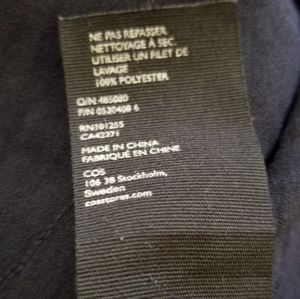 NE PAS REPASSER.
NETTOYAGE À SEC.
UTILISER UN FILET DE
LAVAGE
100% POLYESTER
O/N 485080
P/N 0520408 6
RN101255
CA42271
MADE IN CHINA
FABRIQUÉ EN CHINE
COS
106 38 Stockholm,
Sweden
cosstores.com